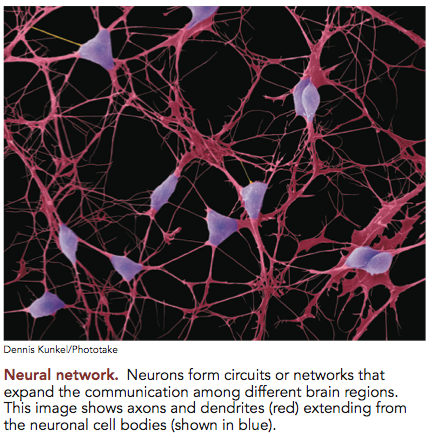 Dennis Kunkel/Phototake
Neural network. Neurons form circuits or networks that
expand the communication among different brain regions.
This image shows axons and dendrites (red) extending from
the neuronal cell bodies (shown in blue).